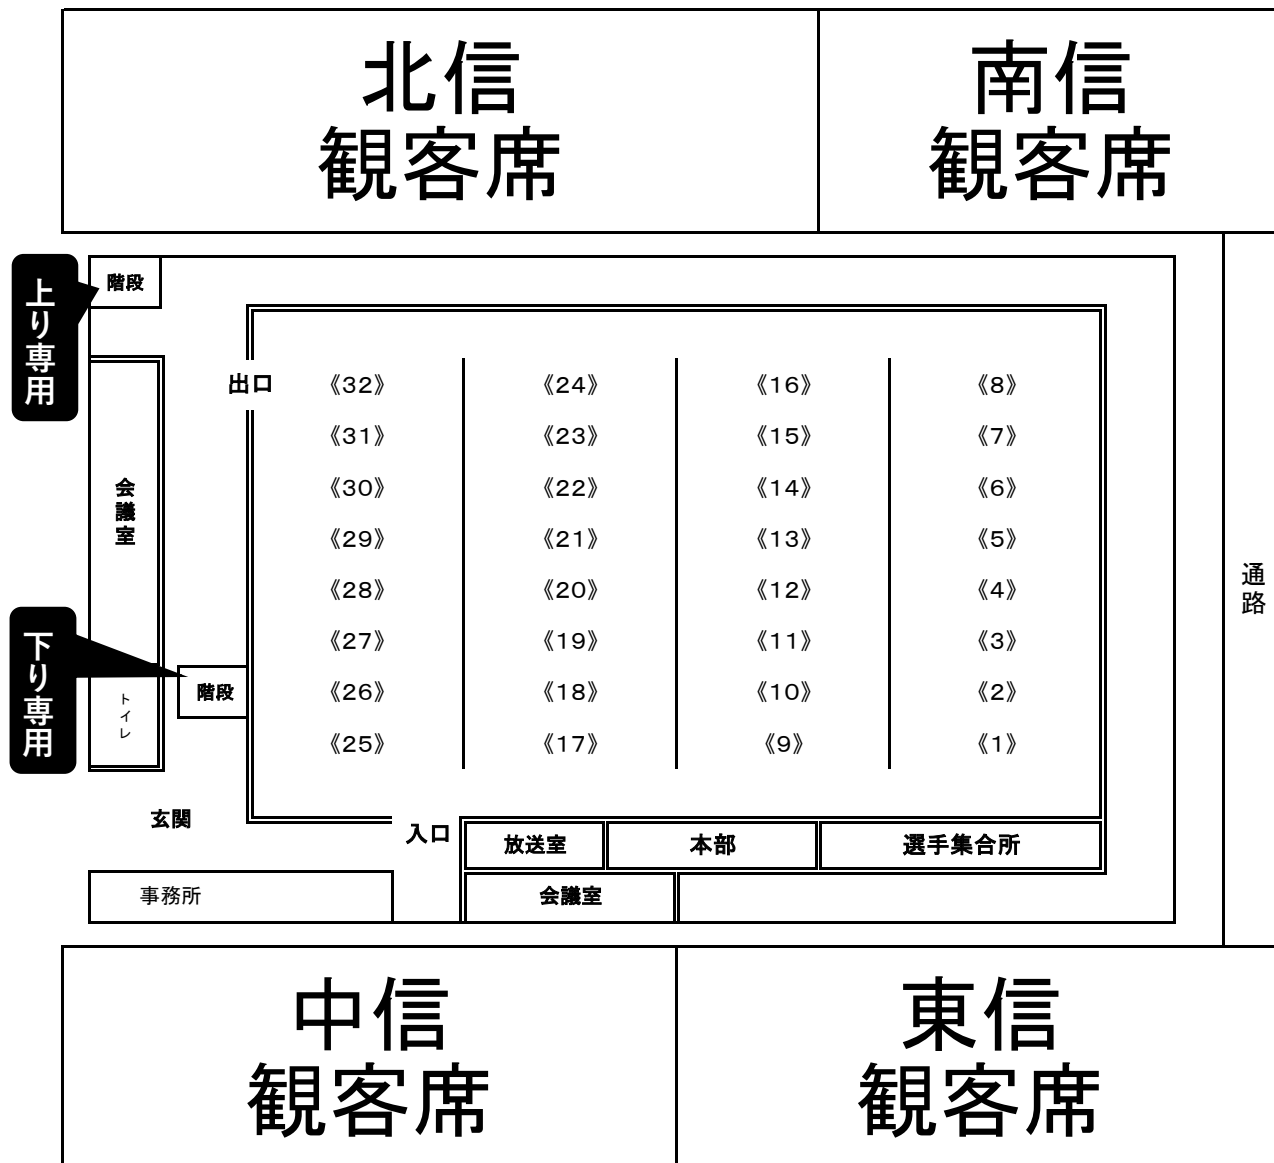 北信
観客席
南信
観客席
上り専用
階段
出口
《32》
《24》
《16》
《8》
《31》
《23》
《15》
《7》
会議室
《30》
《22》
《14》
《6》
《29》
《21》
《13》
《5》
《28》
《20》
《12》
《4》
通路
《27》
《19》
《11》
《3》
下り専用
トイレ
階段
《26》
《18》
《10》
《2》
《25》
《17》
《9》
《1》
玄関
入口
放送室
本部
選手集合所
事務所
会議室
中信
観客席
東信
観客席